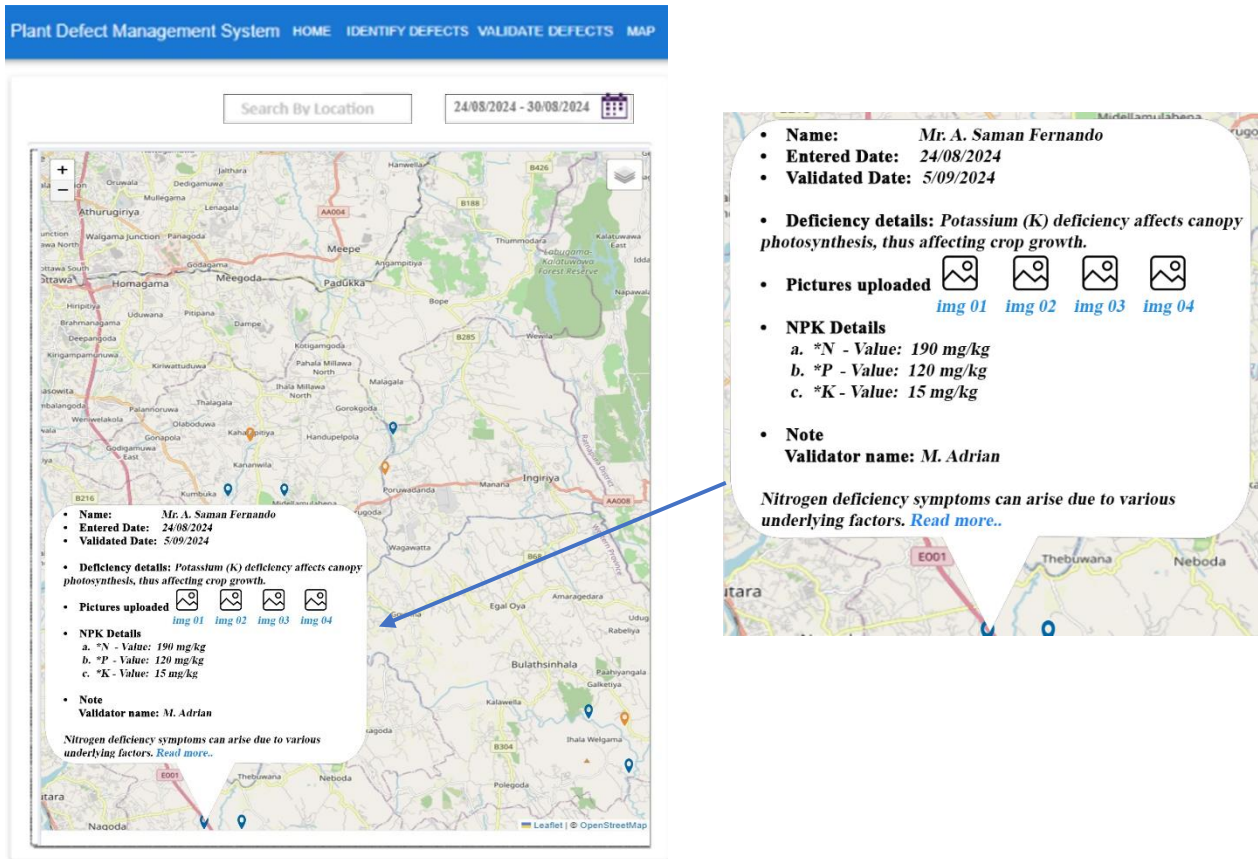 Plant Defect Management System HOME IDENTIFY DEFECTS VALIDATE DEFECTS MAP
Search By Location
24/08/2024 - 30/08/2024
+
−
Jalthara
Hanwella
B426
Oruwala
Dedigamuwa
Mullegama
Lenagala
B188
Athurugiriya
AA004
Walgama Junction
Panagoda
Meepe
Thummodara
Kalatuwawa
East
Labugama-
Kalatuwawa
Forest Reserve
Godagama
Angampitiya
Homagama
Meegoda
Padukka
Bope
Hiripitiya
Uduwana
Pitipana
Brahmanagama
Dampe
Deepangoda
Kotigamgoda
B285
Wewila
Kirigampamunuwa
Kiriwattuduwa
Pahala Millawa
North
Ihala Millawa
North
Malagala
Palannoruwa
Thalagala
Gorokgoda
Weniwelakola
Olaboduwa
Gonapola
Handupelpola
Godigamuwa
East
Kananwila
Ingiriya
Manana
Kumbuka
Poruwadanda
B216
AA008
Wagawatta
B68
Egal Oya
Amaragedara
Rabeliya
Bulathsinhala
Paahiyangala
Galketiya
Kalawella
B304
Ihala Welgama
Polegoda
• Name: Mr. A. Saman Fernando
• Entered Date: 24/08/2024
• Validated Date: 5/09/2024
• Deficiency details: Potassium (K) deficiency affects canopy
photosynthesis, thus affecting crop growth.
• Pictures uploaded
img 01 img 02 img 03 img 04
• NPK Details
a. *N - Value: 190 mg/kg
b. *P - Value: 120 mg/kg
c. *K - Value: 15 mg/kg
• Note
Validator name: M. Adrian
Nitrogen deficiency symptoms can arise due to various
underlying factors. Read more..
E001
Thebuwana
Neboda
Nagoda
Leaflet | © OpenStreetMap
Midellamulahena
• Name: Mr. A. Saman Fernando
• Entered Date: 24/08/2024
• Validated Date: 5/09/2024
• Deficiency details: Potassium (K) deficiency affects canopy
photosynthesis, thus affecting crop growth.
• Pictures uploaded
img 01 img 02 img 03 img 04
• NPK Details
a. *N - Value: 190 mg/kg
b. *P - Value: 120 mg/kg
c. *K - Value: 15 mg/kg
• Note
Validator name: M. Adrian
Nitrogen deficiency symptoms can arise due to various
underlying factors. Read more..
E001
Thebuwana
Neboda